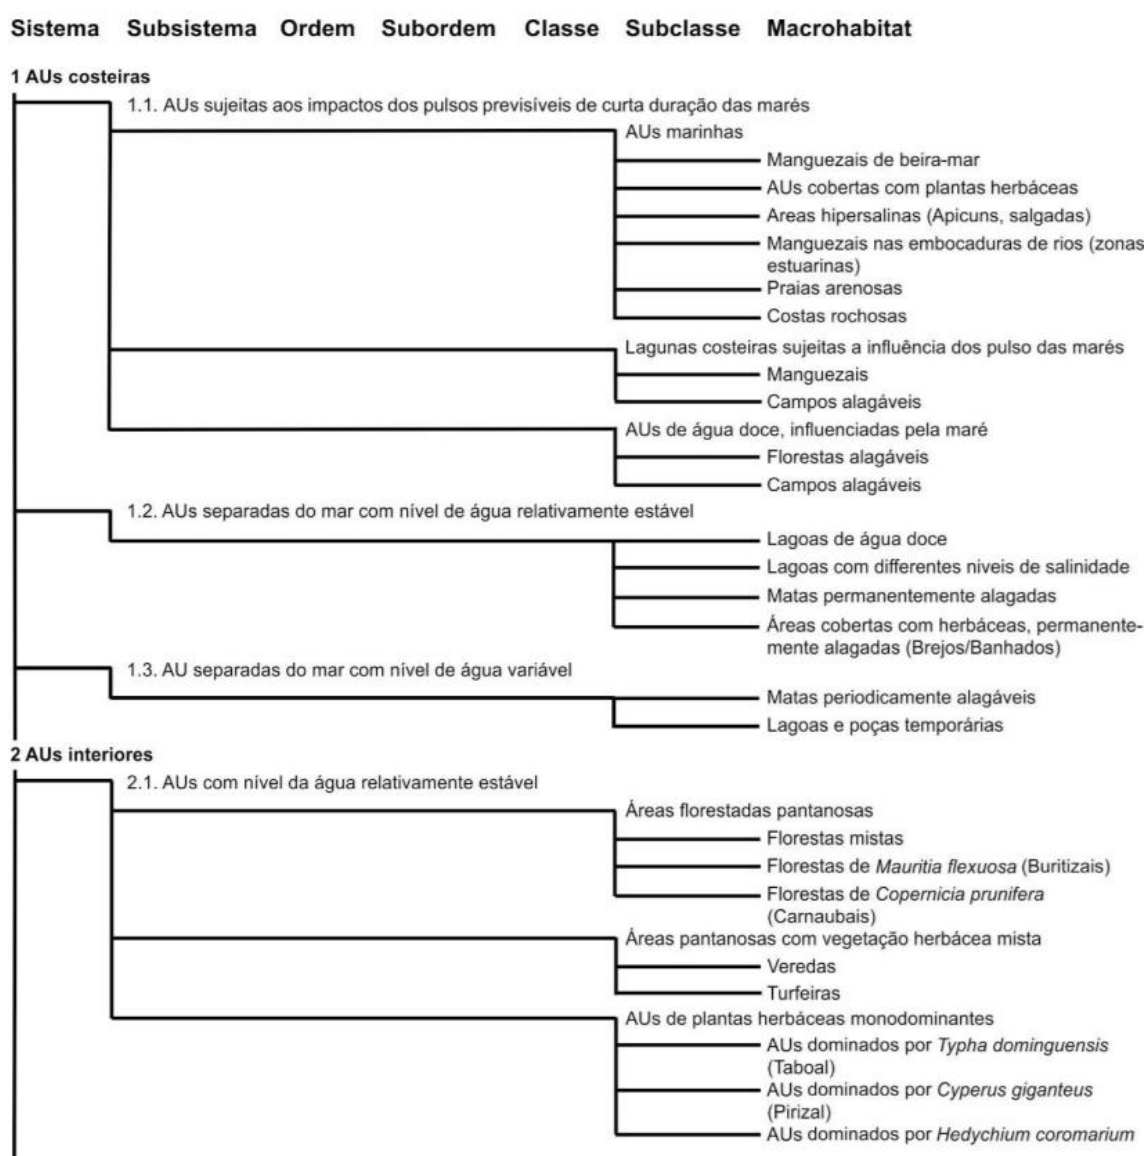 Sistema Subsistema Ordem Subordem Classe Subclasse Macrohabitat
1 AUs costeiras
1.1. AUs sujeitas aos impactos dos pulsos previsíveis de curta duração das marés
AUs marinhas
Manguezais de beira-mar
AUs cobertas com plantas herbáceas
Areas hipersalinas (Apicuns, salgadas)
Manguezais nas embocaduras de rios (zonas
estuarinas)
Praias arenosas
Costas rochosas
Lagunas costeiras sujeitas a influência dos pulso das marés
Manguezais
Campos alagáveis
AUs de água doce, influenciadas pela maré
Florestas alagáveis
Campos alagáveis
1.2. AUs separadas do mar com nível de água relativamente estável
Lagoas de água doce
Lagoas com differentes niveis de salinidade
Matas permanentemente alagadas
Áreas cobertas com herbáceas, permanente-
mente alagadas (Brejos/Banhados)
1.3. AU separadas do mar com nível de água variável
Matas periodicamente alagáveis
Lagoas e poças temporárias
2 AUs interiores
2.1. AUs com nível da água relativamente estável
Áreas florestadas pantanosas
Florestas mistas
Florestas de Mauritia flexuosa (Buritizais)
Florestas de Copernicia prunifera
(Carnaubais)
Áreas pantanosas com vegetação herbácea mista
Veredas
Turfeiras
AUs de plantas herbáceas monodominantes
AUs dominados por Typha dominguensis
(Taboal)
AUs dominados por Cyperus giganteus
(Pirizal)
AUs dominados por Hedychium coromarium